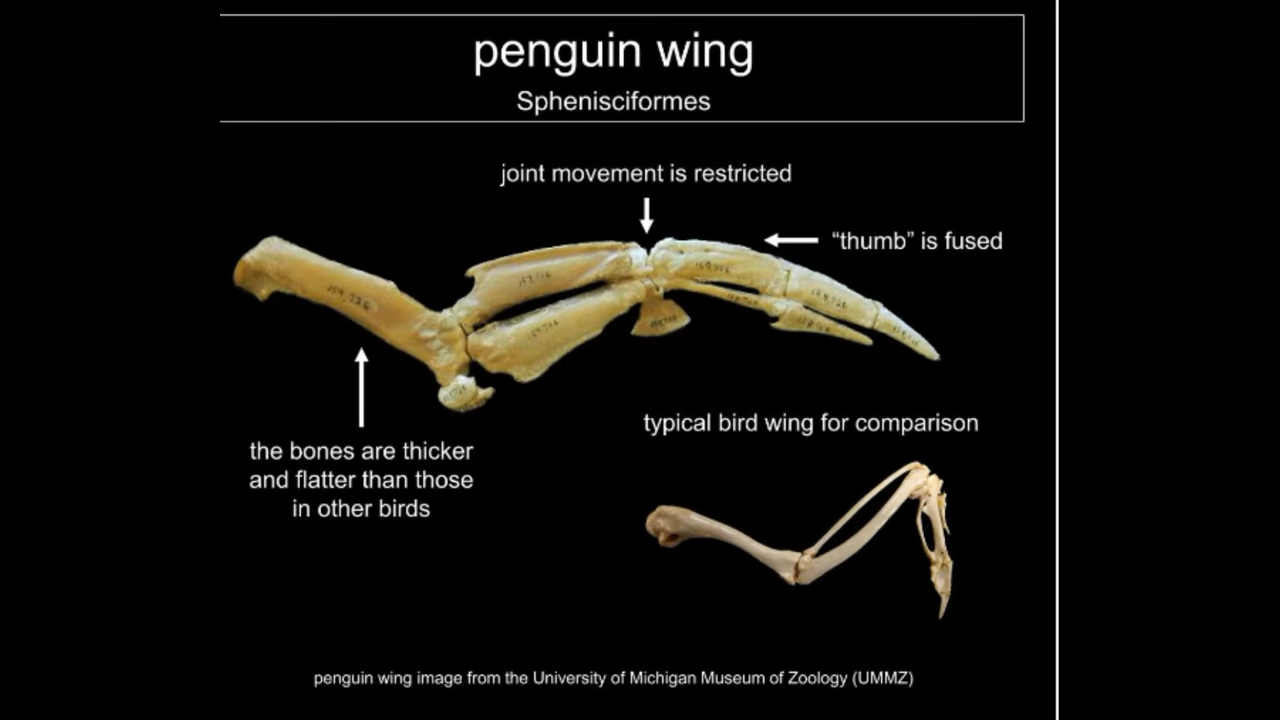 penguin wing
Sphenisciformes
joint movement is restricted
“thumb” is fused
the bones are thicker
and flatter than those
in other birds
typical bird wing for comparison
penguin wing image from the University of Michigan Museum of Zoology (UMMZ)